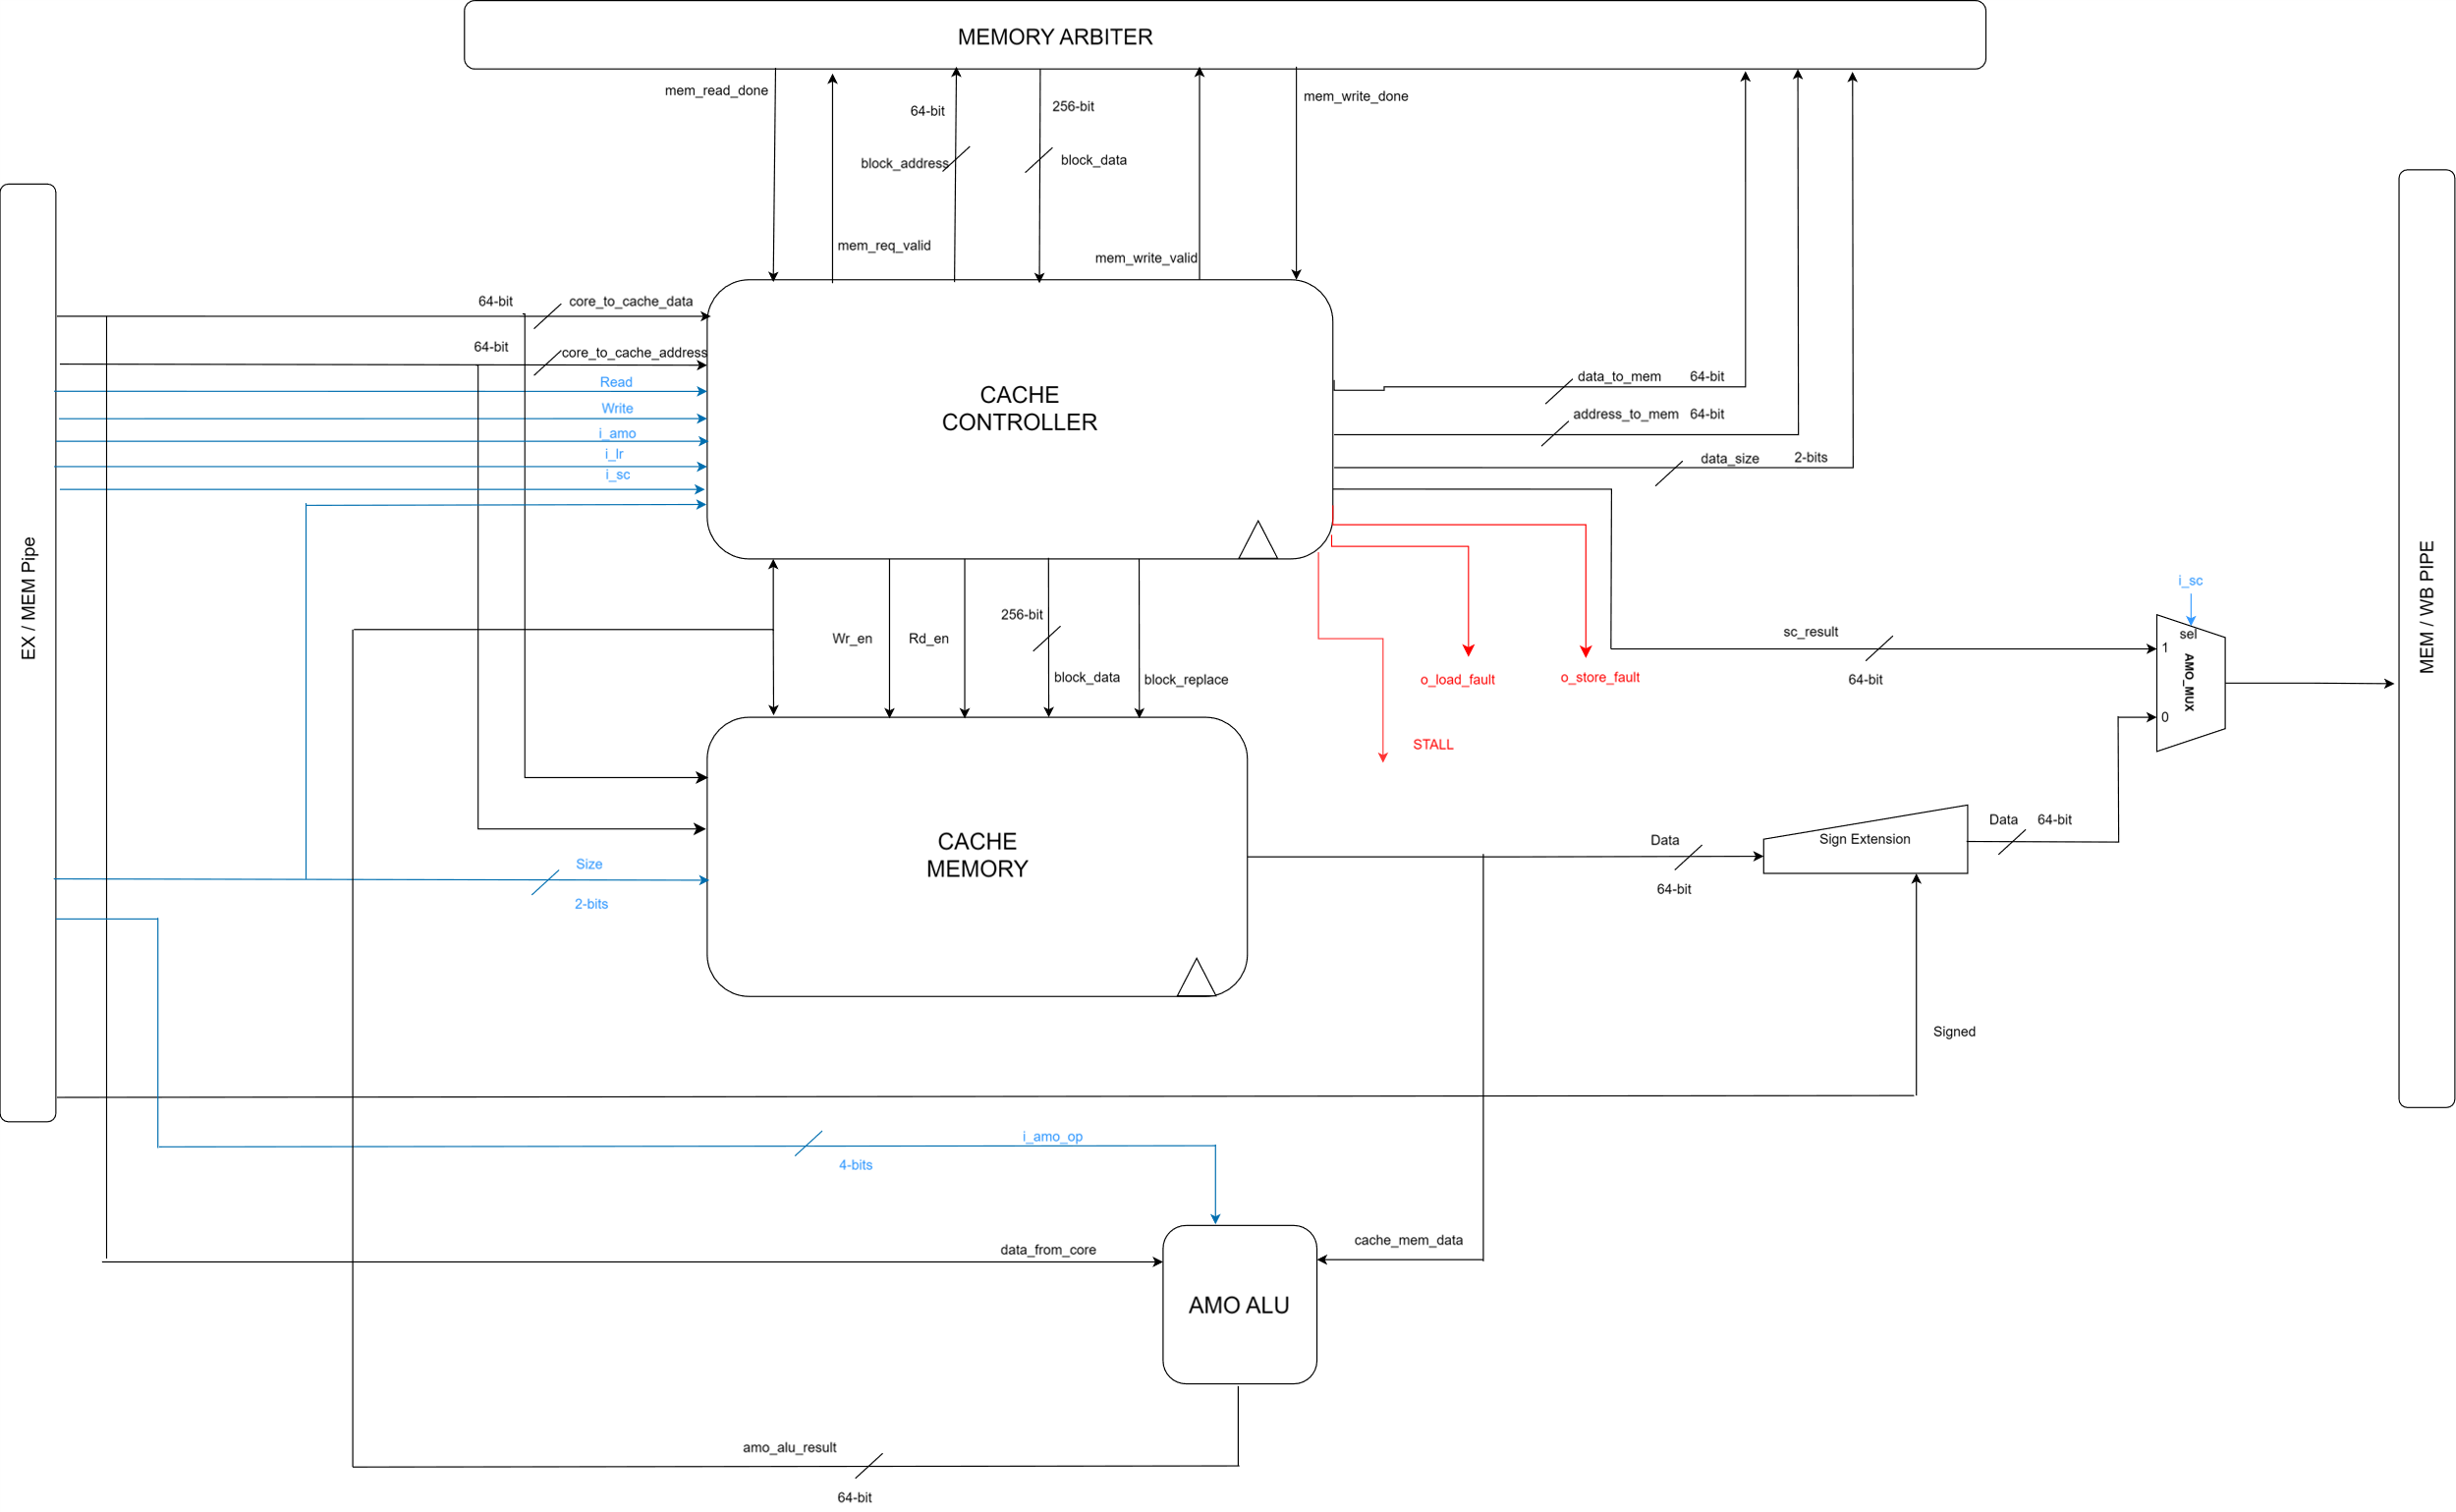 MEMORY ARBITER
mem_read_done
64-bit
256-bit
mem_write_done
block_address
block_data
mem_req_valid
mem_write_valid
64-bit
core_to_cache_data
64-bit
core_to_cache_address
Read
Write
i_amo
i_lr
i_sc
CACHE
CONTROLLER
data_to_mem
64-bit
address_to_mem
64-bit
data_size
2-bits
EX / MEM Pipe
MEM / WB PIPE
Wr_en
Rd_en
256-bit
block_data
block_replace
o_load_fault
o_store_fault
STALL
sc_result
64-bit
i_sc
sel
1
AMO_MUX
0
CACHE
MEMORY
Size
2-bits
Data
64-bit
Sign Extension
Data
64-bit
Signed
i_amo_op
4-bits
data_from_core
cache_mem_data
AMO ALU
amo_alu_result
64-bit